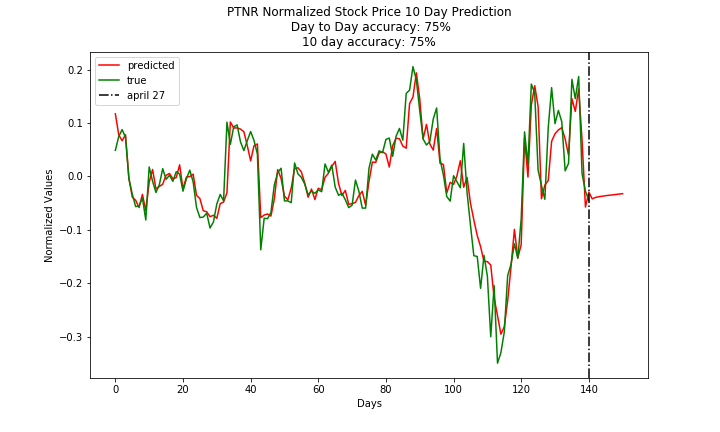 PTNR Normalized Stock Price 10 Day Prediction
Day to Day accuracy: 75%
10 day accuracy: 75%
predicted
true
april 27
Normalized Values
0.2
0.1
0.0
−0.1
−0.2
−0.3
0 20 40 60 80 100 120 140
Days